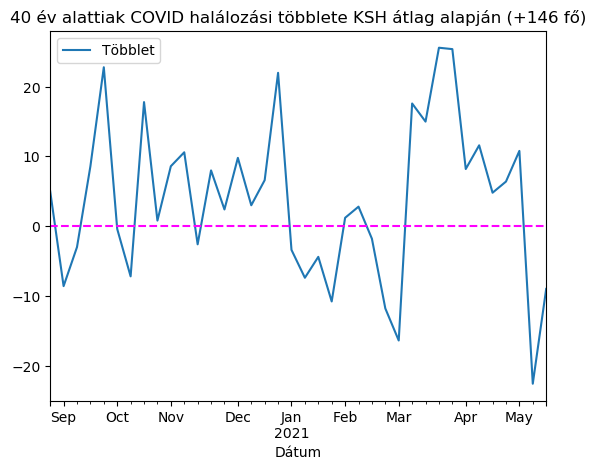 40 év alattiak COVID halálozási többlete KSH átlag alapján (+146 fő)
Többlet
20
10
0
−10
−20
Sep Oct Nov Dec Jan Feb Mar Apr May
2021
Dátum